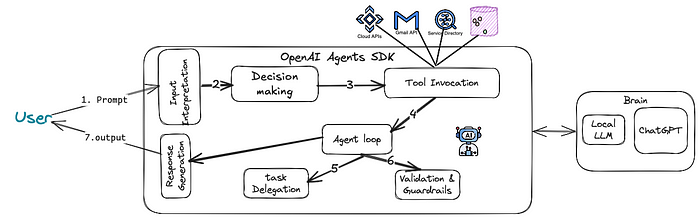 Cloud APIs
Gmail API
Service Directory
OpenAI Agents SDK
Brain
User
1. Prompt
Input
Interpretation
2
Decision
making
3
Tool Invocation
4
Local
LLM
ChatGPT
7.output
Response
Generation
Agent loop
AI
5
6
task
Delegation
Validation &
Guardrails